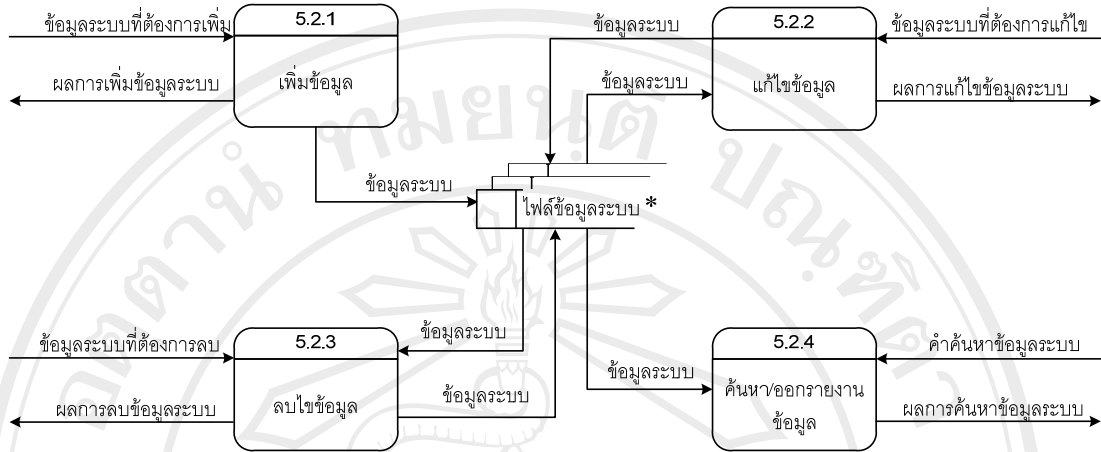 5.2.1
ข้อมูลระบบที่ต้องการเพิ่ม
เพิ่มข้อมูล
ผลการเพิ่มข้อมูลระบบ
5.2.2
ข้อมูลระบบ
ข้อมูลระบบที่ต้องการแก้ไข
ข้อมูลระบบ
แก้ไขข้อมูล
ผลการแก้ไขข้อมูลระบบ
ข้อมูลระบบ
ไฟล์ข้อมูลระบบ *
5.2.3
ข้อมูลระบบที่ต้องการลบ
ข้อมูลระบบ
ลบไขข้อมูล
ผลการลบข้อมูลระบบ
ข้อมูลระบบ
5.2.4
คำค้นหาข้อมูลระบบ
ข้อมูลระบบ
ค้นหา/ออกรายงาน
ข้อมูล
ผลการค้นหาข้อมูลระบบ